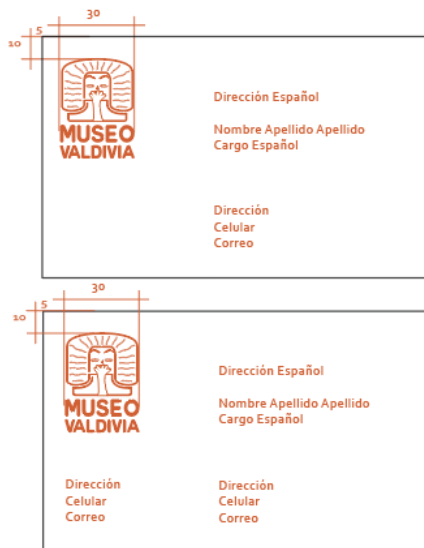 30
5
10
MUSEO
VALDIVIA
Dirección Español
Nombre Apellido Apellido
Cargo Español
Dirección
Celular
Correo
30
5
10
MUSEO
VALDIVIA
Dirección Español
Nombre Apellido Apellido
Cargo Español
Dirección
Celular
Correo
Dirección
Celular
Correo